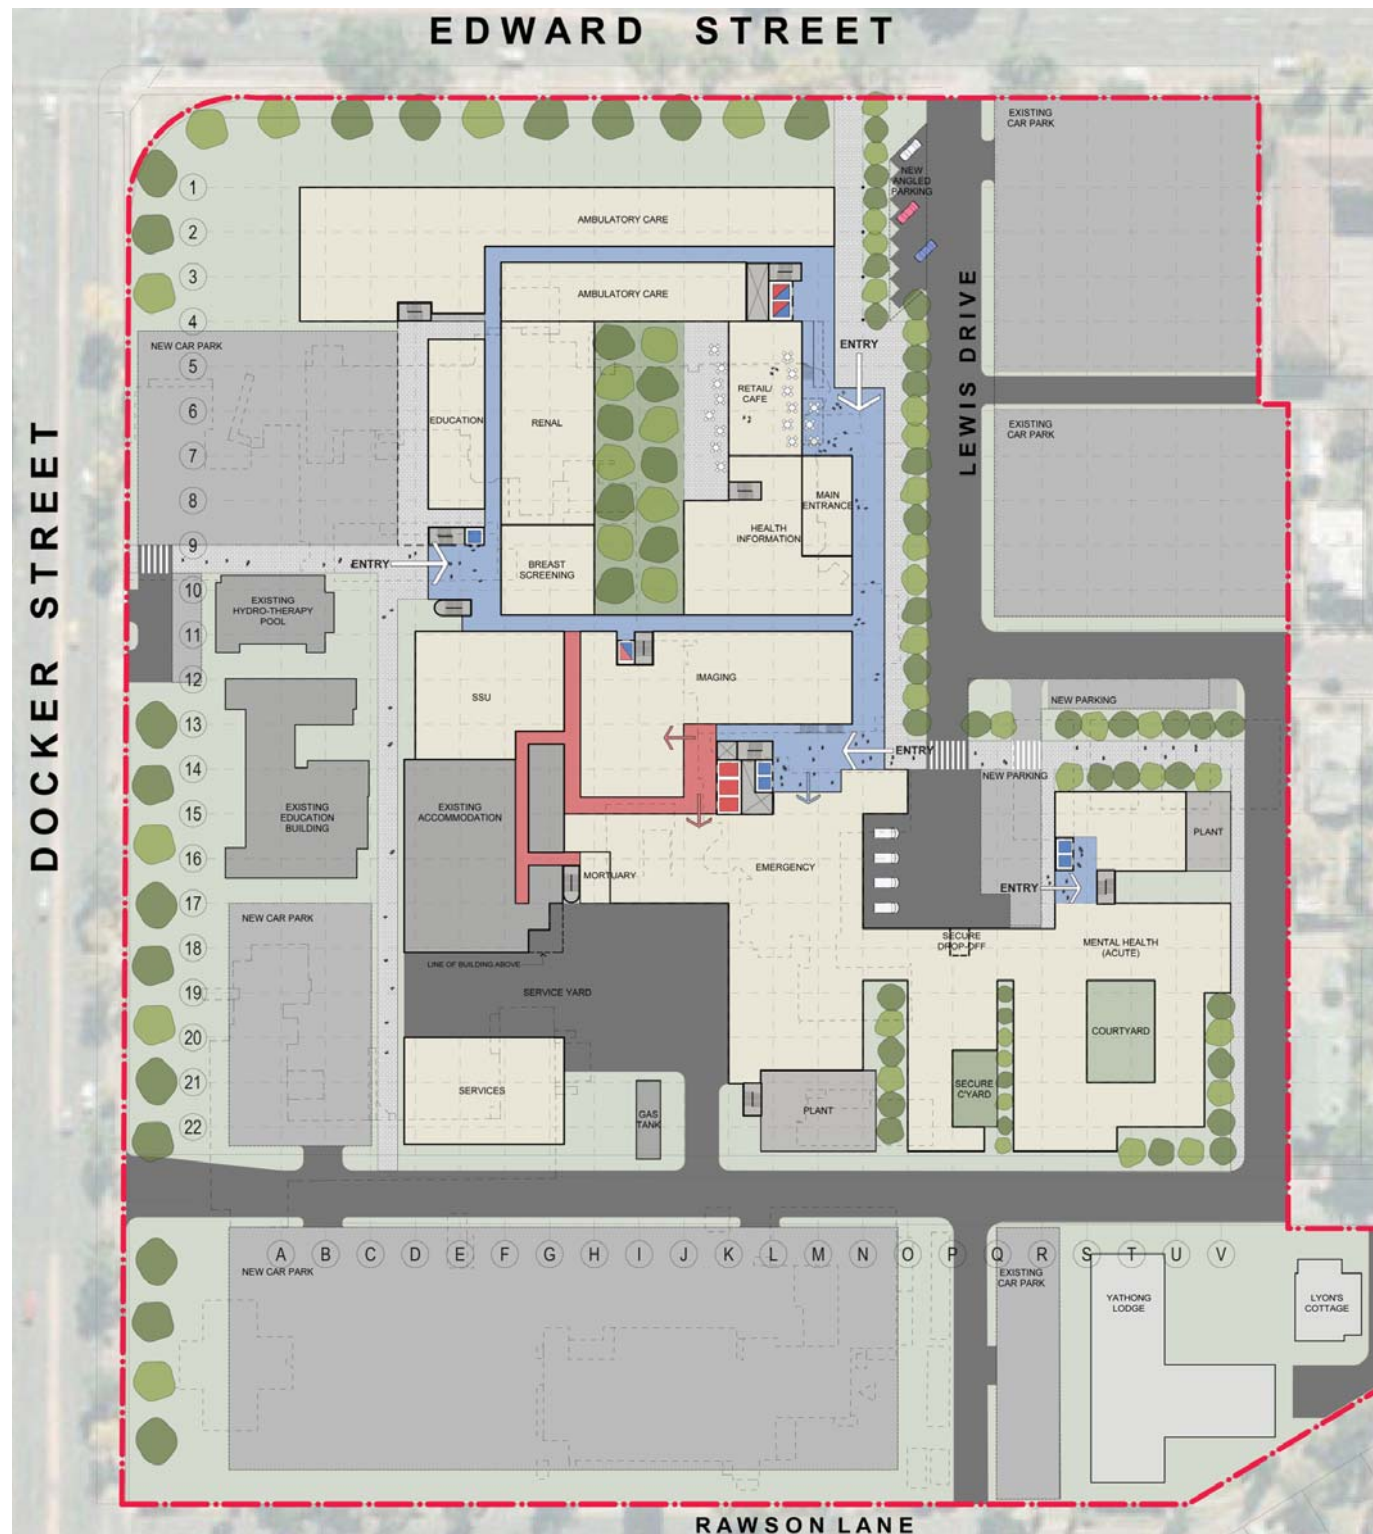 EDWARD STREET
EXISTING
CAR PARK
NEW
ANGLED
PARKING
1
AMBULATORY CARE
2
3
AMBULATORY CARE
4
NEW CAR PARK
ENTRY
5
RETAIL/
CAFE
6
EDUCATION
RENAL
EXISTING
CAR PARK
LEWIS DRIVE
DOCKER STREET
7
8
MAIN
ENTRANCE
HEALTH
INFORMATION
9
ENTRY
BREAST
SCREENING
10
EXISTING
HYDRO-THERAPY
POOL
11
12
SSU
IMAGING
NEW PARKING
13
ENTRY
14
NEW PARKING
15
EXISTING
EDUCATION
BUILDING
EXISTING
ACCOMMODATION
PLANT
16
MORTUARY
EMERGENCY
17
ENTRY
NEW CAR PARK
18
SECURE
DROP-OFF
MENTAL HEALTH
(ACUTE)
LINE OF BUILDING ABOVE
19
SERVICE YARD
20
COURTYARD
21
SERVICES
SECURE
C'YARD
22
GAS
TANK
PLANT
A B C D E F G H I J K L M N O P Q R S T U V
NEW CAR PARK
EXISTING
CAR PARK
YATHONG
LODGE
LYON'S
COTTAGE
RAWSON LANE